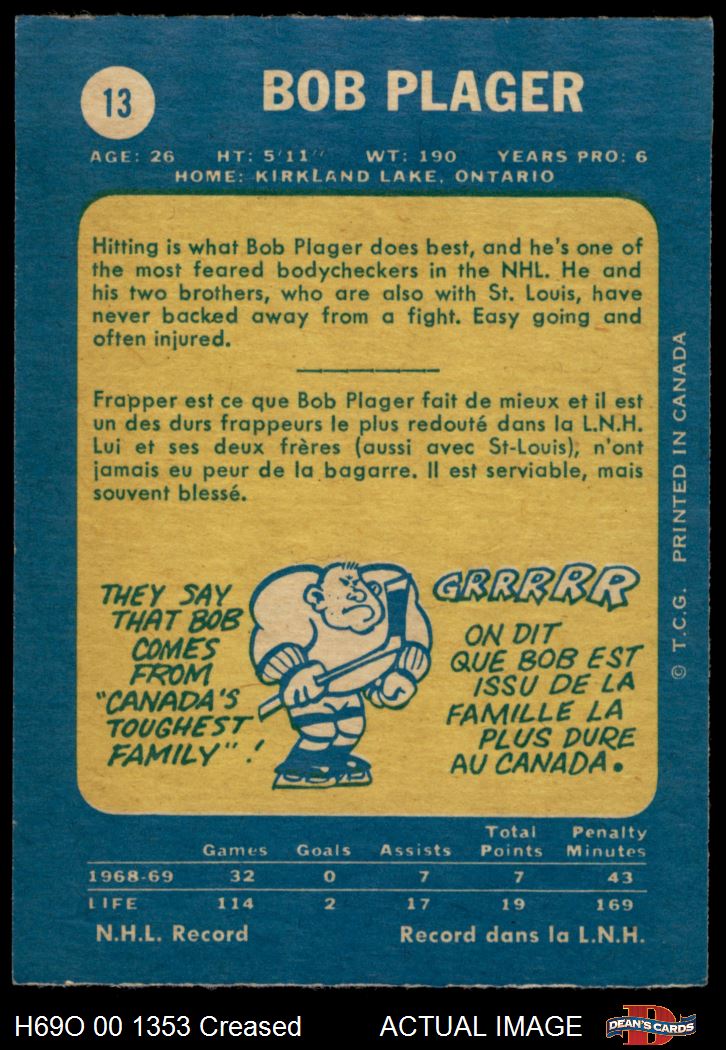 13
BOB PLAGER
AGE: 26 HT: 5'11" WT: 190 YEARS PRO: 6
HOME: KIRKLAND LAKE, ONTARIO
Hitting is what Bob Plager does best, and he's one of
the most feared bodycheckers in the NHL. He and
his two brothers, who are also with St. Louis, have
never backed away from a fight. Easy going and
often injured.
Frapper est ce que Bob Plager fait de mieux et il est
un des durs frappeurs le plus redouté dans la L.N.H.
Lui et ses deux frères (aussi avec St-Louis), n'ont
jamais eu peur de la bagarre. Il est serviable, mais
souvent blessé.
THEY SAY
THAT BOB
COMES
FROM
"CANADA'S
TOUGHEST
FAMILY"!
GRRRRR
ON DIT
QUE BOB EST
ISSU DE LA
FAMILLE LA
PLUS DURE
AU CANADA.
© T.C.G. PRINTED IN CANADA
Games Goals Assists Total Points Penalty Minutes
1968-69 32 0 7 7 43
LIFE 114 2 17 19 169
N.H.L. Record Record dans la L.N.H.
H69O 00 1353 Creased ACTUAL IMAGE
D
DEAN'S CARDS